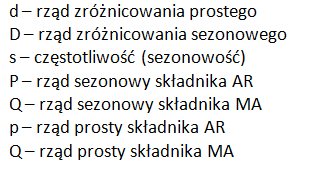 d – rząd zróżnicowania prostego
D – rząd zróżnicowania sezonowego
s – częstotliwość (sezonowość)
P – rząd sezonowy składnika AR
Q – rząd sezonowy składnika MA
p – rząd prosty składnika AR
Q – rząd prosty składnika MA